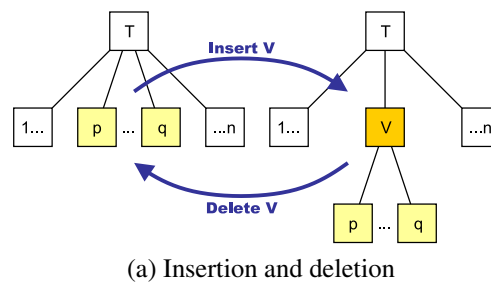 T
T
Insert V
1...
p
...
q
...n
1...
V
...n
Delete V
p
...
q
(a) Insertion and deletion